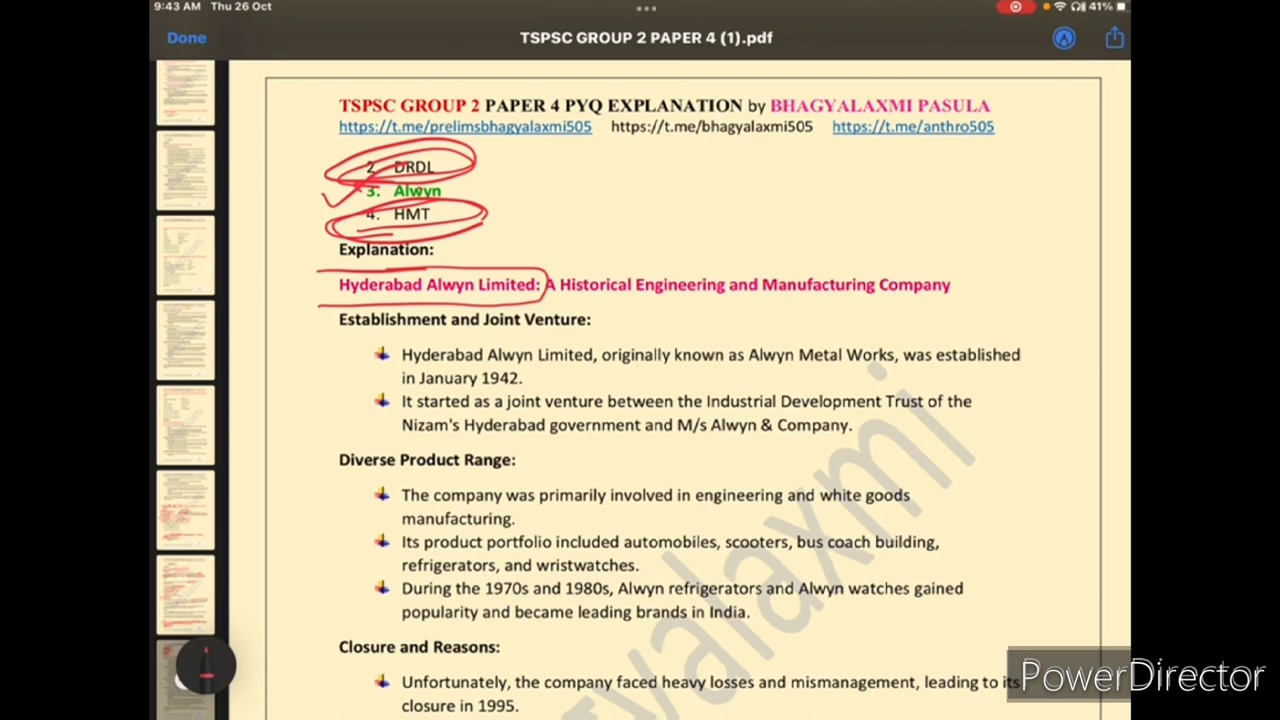 9:43 AM Thu 26 Oct
41%
Done
TSPSC GROUP 2 PAPER 4 (1).pdf
TSPSC GROUP 2 PAPER 4 PYQ EXPLANATION by BHAGYALAXMI PASULA
https://t.me/prelimsbhagyalaxmi505 https://t.me/bhagyalaxmi505 https://t.me/anthro505
2. DRDL
3. Alwyn
4. HMT
Explanation:
Hyderabad Alwyn Limited: A Historical Engineering and Manufacturing Company
Establishment and Joint Venture:
Hyderabad Alwyn Limited, originally known as Alwyn Metal Works, was established
in January 1942.
It started as a joint venture between the Industrial Development Trust of the
Nizam's Hyderabad government and M/s Alwyn & Company.
Diverse Product Range:
The company was primarily involved in engineering and white goods
manufacturing.
Its product portfolio included automobiles, scooters, bus coach building,
refrigerators, and wristwatches.
During the 1970s and 1980s, Alwyn refrigerators and Alwyn watches gained
popularity and became leading brands in India.
Closure and Reasons:
Unfortunately, the company faced heavy losses and mismanagement, leading to its
closure in 1995.
yalaxmi
PowerDirector